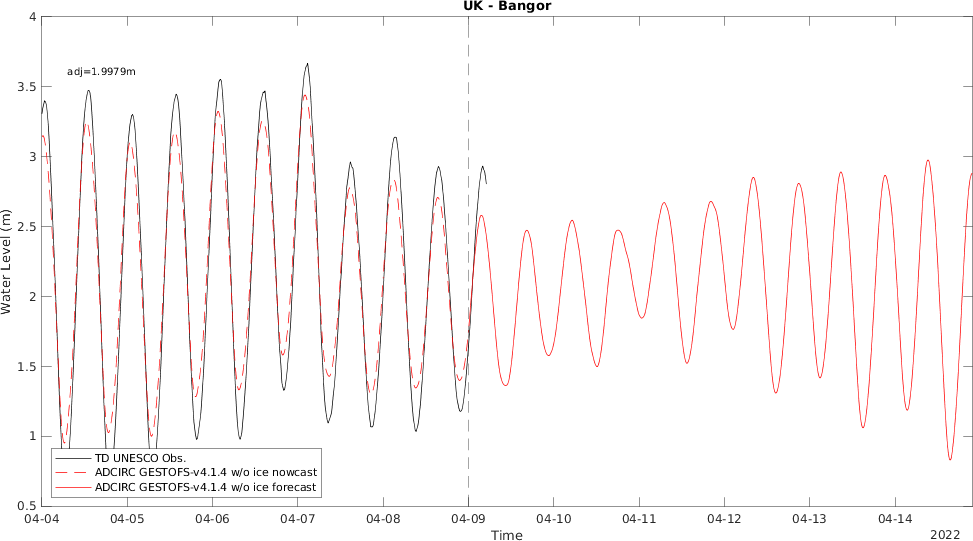 UK - Bangor
4
adj=1.9979m
3.5
3
2.5
2
1.5
1
0.5
Water Level (m)
TD UNESCO Obs.
ADCIRC GESTOFS-v4.1.4 w/o ice nowcast
ADCIRC GESTOFS-v4.1.4 w/o ice forecast
04-04 04-05 04-06 04-07 04-08 04-09 04-10 04-11 04-12 04-13 04-14
Time
2022